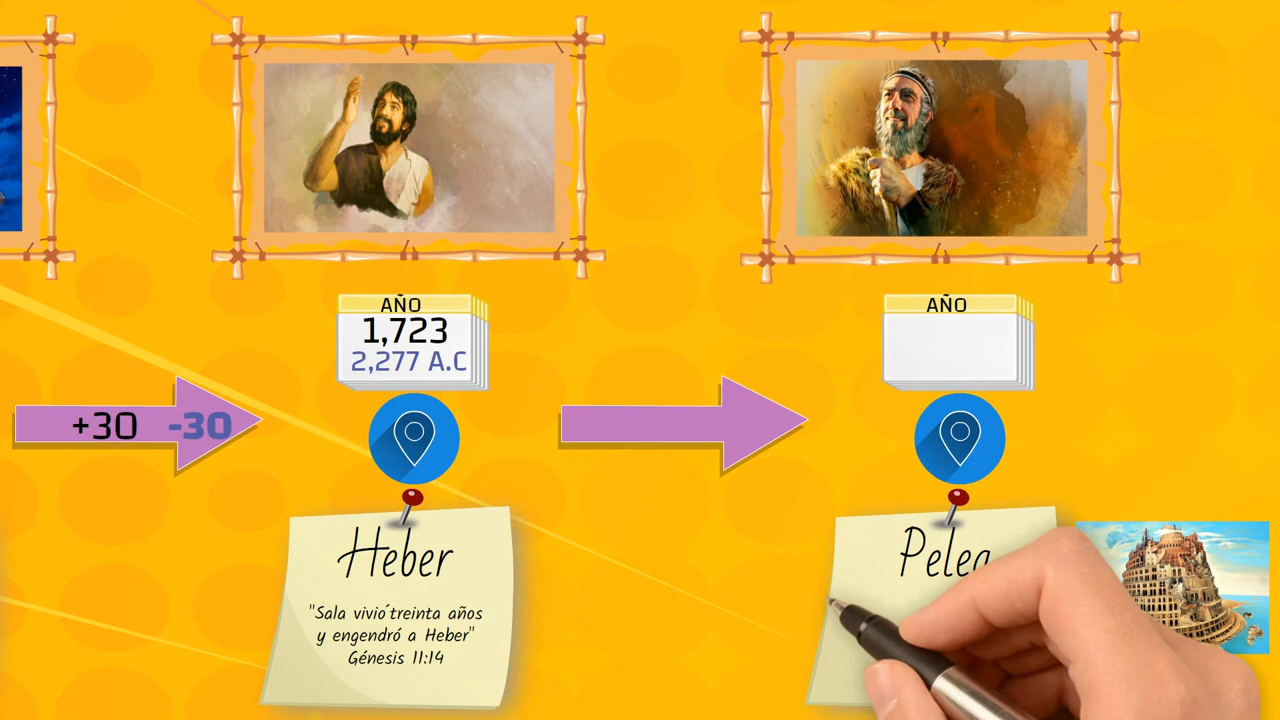 AÑO
1,723
2,277 A.C
AÑO
+30 -30
Heber
"Sala vivió treinta años
y engendró a Heber"
Génesis 11:14
Peleg